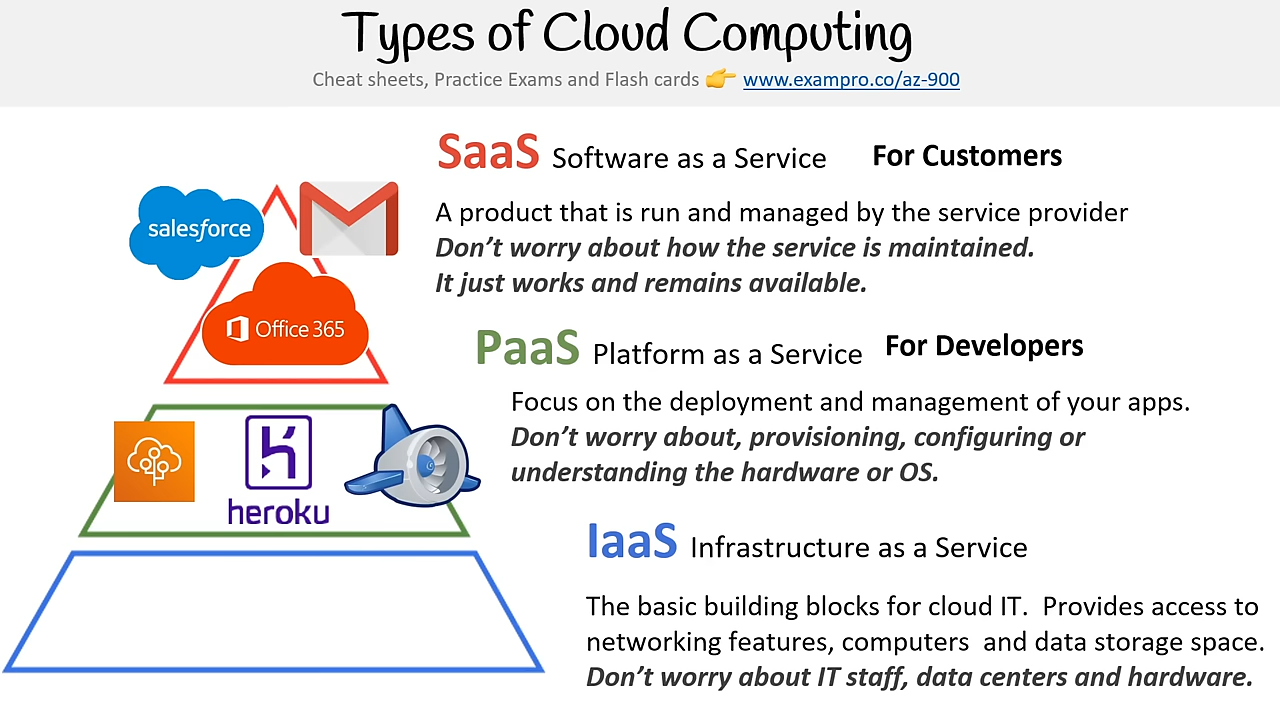 Types of Cloud Computing
Cheat sheets, Practice Exams and Flash cards 👉 www.exampro.co/az-900
SaaS Software as a Service For Customers
A product that is run and managed by the service provider
Don’t worry about how the service is maintained.
It just works and remains available.
salesforce
Office 365
PaaS Platform as a Service For Developers
Focus on the deployment and management of your apps.
Don’t worry about, provisioning, configuring or
understanding the hardware or OS.
heroku
IaaS Infrastructure as a Service
The basic building blocks for cloud IT. Provides access to
networking features, computers and data storage space.
Don’t worry about IT staff, data centers and hardware.